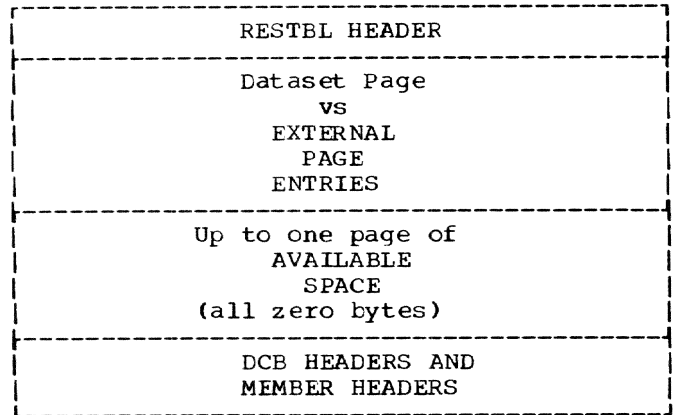 RESTBL HEADER
Dataset Page
vs
EXTERNAL
PAGE
ENTRIES
Up to one page of
AVAILABLE
SPACE
(all zero bytes)
DCB HEADERS AND
MEMBER HEADERS